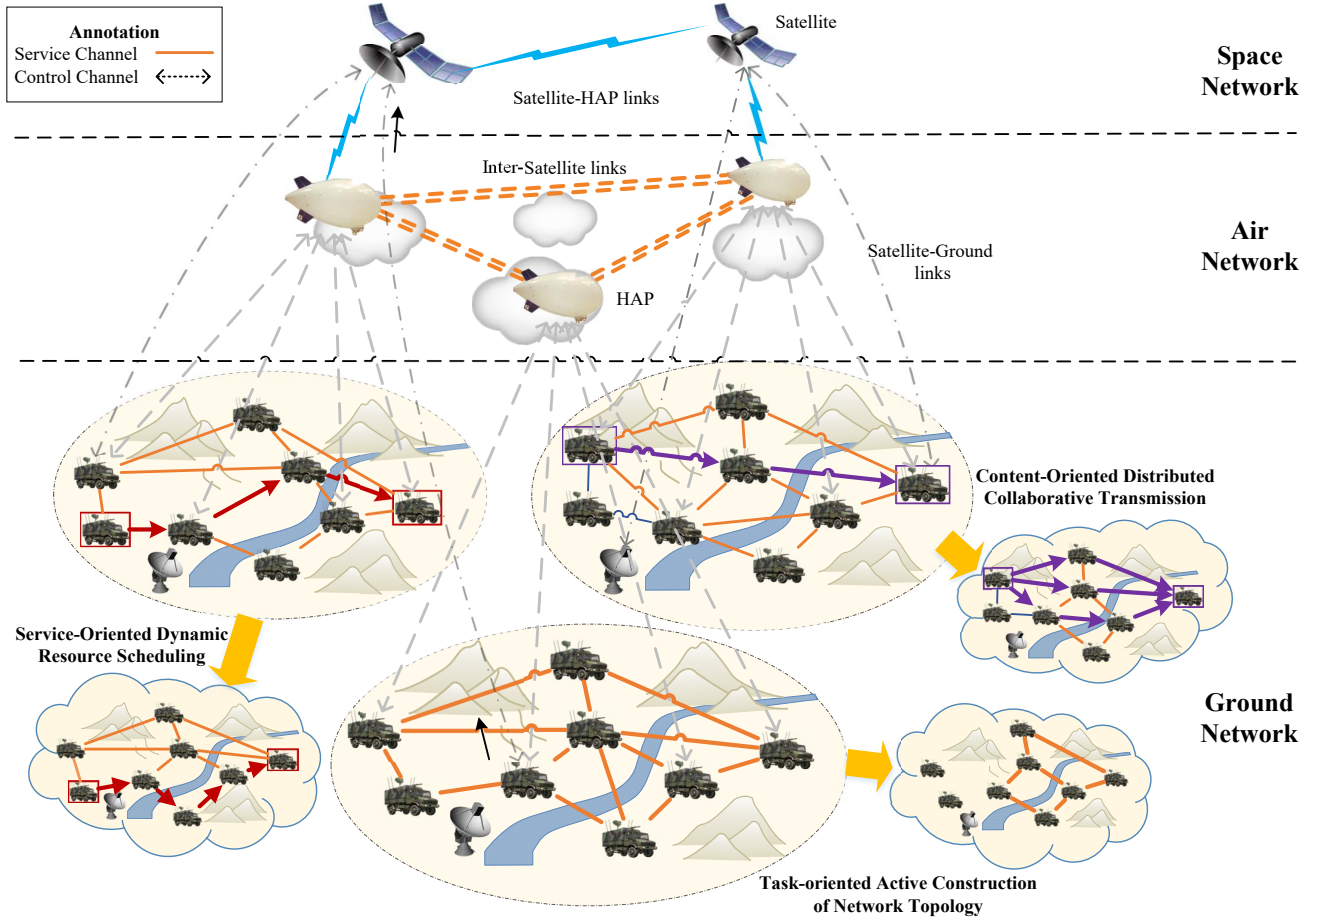 Annotation
Service Channel
Control Channel
Satellite
Space
Network
Satellite-HAP links
Inter-Satellite links
Air
Network
Satellite-Ground
links
HAP
Content-Oriented Distributed
Collaborative Transmission
Service-Oriented Dynamic
Resource Scheduling
Ground
Network
Task-oriented Active Construction
of Network Topology